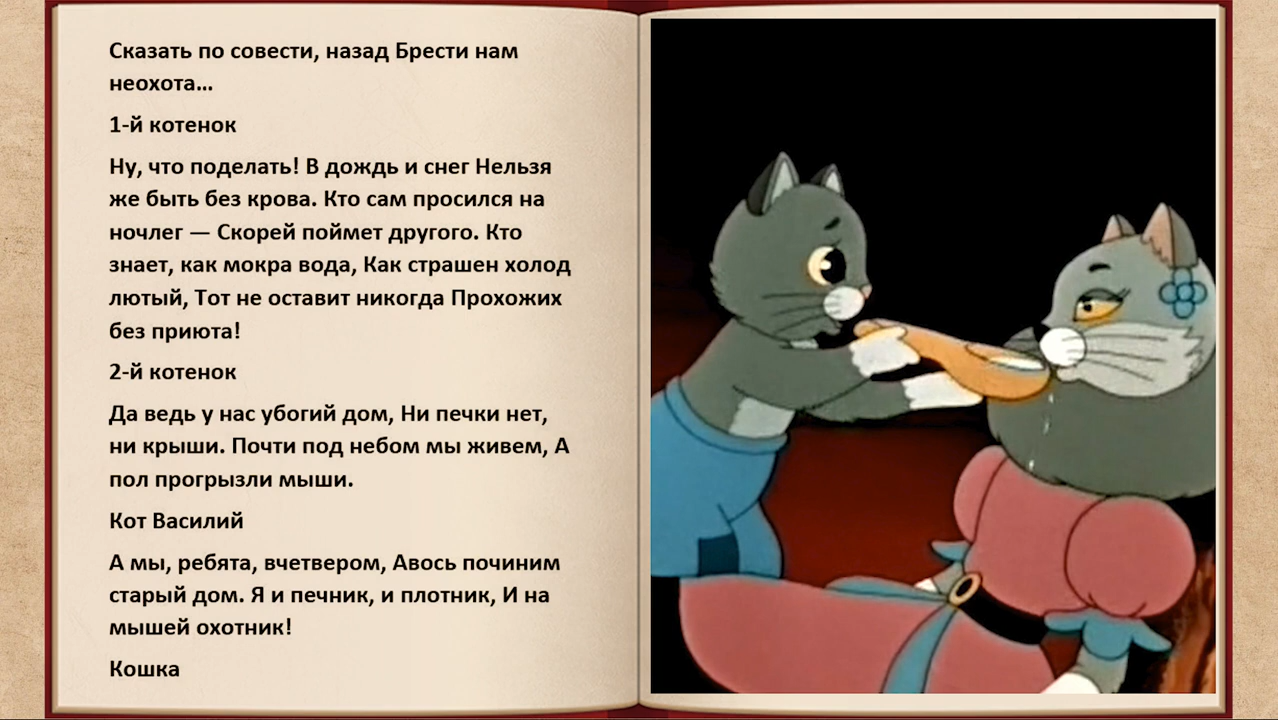 Сказать по совести, назад Брести нам
неохота...
1-й котенок
Ну, что поделать! В дождь и снег Нельзя
же быть без крова. Кто сам просился на
ночлег — Скорей поймет другого. Кто
знает, как мокра вода, Как страшен холод
лютый, Тот не оставит никогда Прохожих
без приюта!
2-й котенок
Да ведь у нас убогий дом, Ни печки нет,
ни крыши. Почти под небом мы живем, А
пол прогрызли мыши.
Кот Василий
А мы, ребята, вчетвером, Авось починим
старый дом. Я и печник, и плотник, И на
мышей охотник!
Кошка